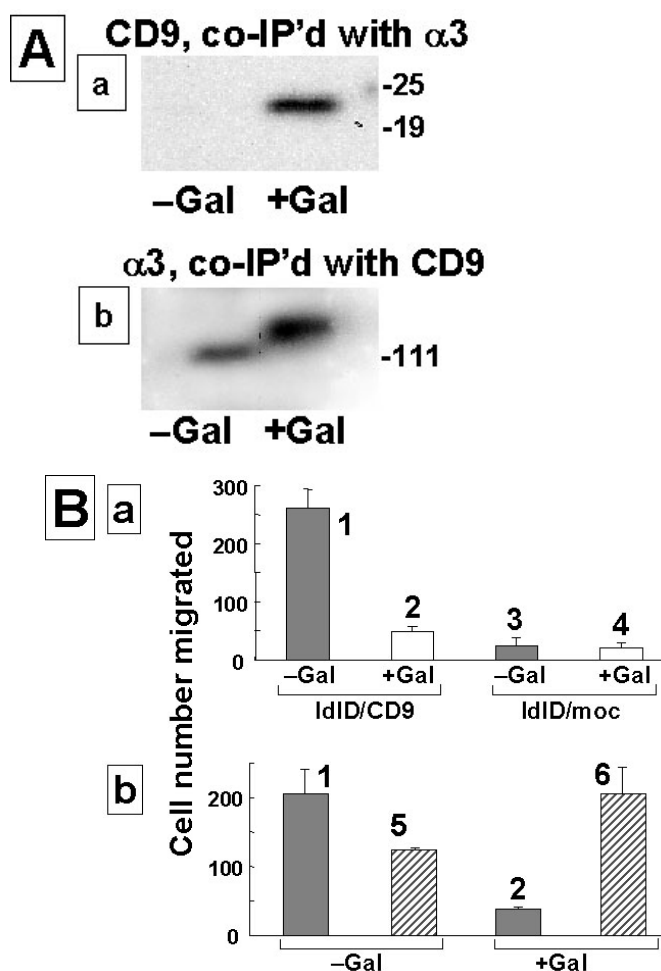 A
CD9, co-IP'd with α3
a
-25
-19
–Gal +Gal
α3, co-IP'd with CD9
b
-111
–Gal +Gal
B
a
Cell number migrated
300
200
100
0
1
2
3
4
–Gal +Gal –Gal +Gal
ldlD/CD9 ldlD/moc
b
200
100
0
1
5
2
6
–Gal +Gal